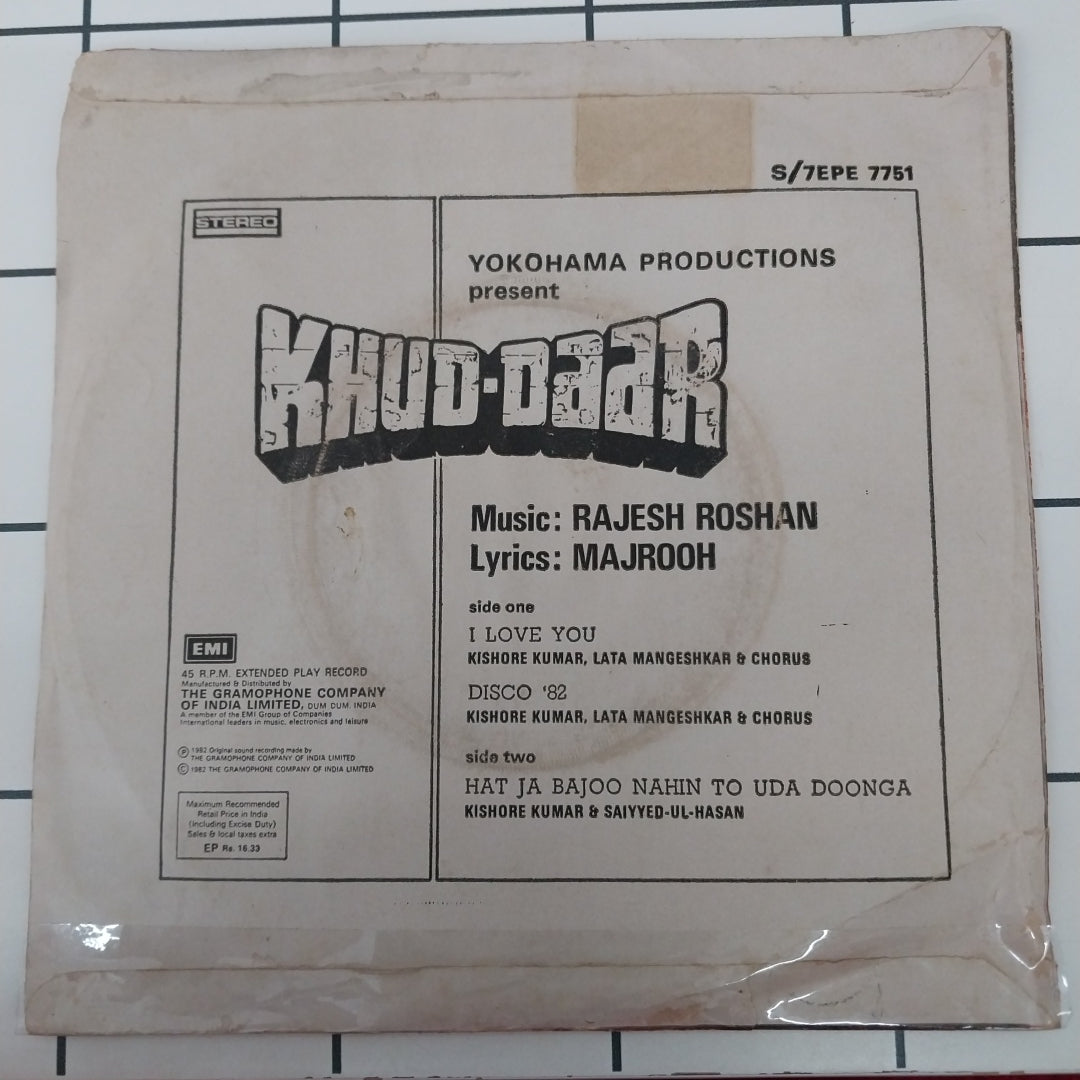 S/7EPE 7751
STEREO
YOKOHAMA PRODUCTIONS
present
KHUD-DaaR
Music: RAJESH ROSHAN
Lyrics: MAJROOH
side one
I LOVE YOU
KISHORE KUMAR, LATA MANGESHKAR & CHORUS
DISCO '82
KISHORE KUMAR, LATA MANGESHKAR & CHORUS
side two
HAT JA BAJOO NAHIN TO UDA DOONGA
KISHORE KUMAR & SAIYYED-UL-HASAN
EMI
45 R.P.M. EXTENDED PLAY RECORD
Manufactured & Distributed by
THE GRAMOPHONE COMPANY
OF INDIA LIMITED, DUM DUM, INDIA
A member of the EMI Group of Companies
International leaders in music, electronics and leisure
Ⓟ 1982 Original sound recording made by
THE GRAMOPHONE COMPANY OF INDIA LIMITED
© 1982 THE GRAMOPHONE COMPANY OF INDIA LIMITED
Maximum Recommended
Retail Price in India
(Including Excise Duty)
Sales & local taxes extra
EP Rs. 16.33